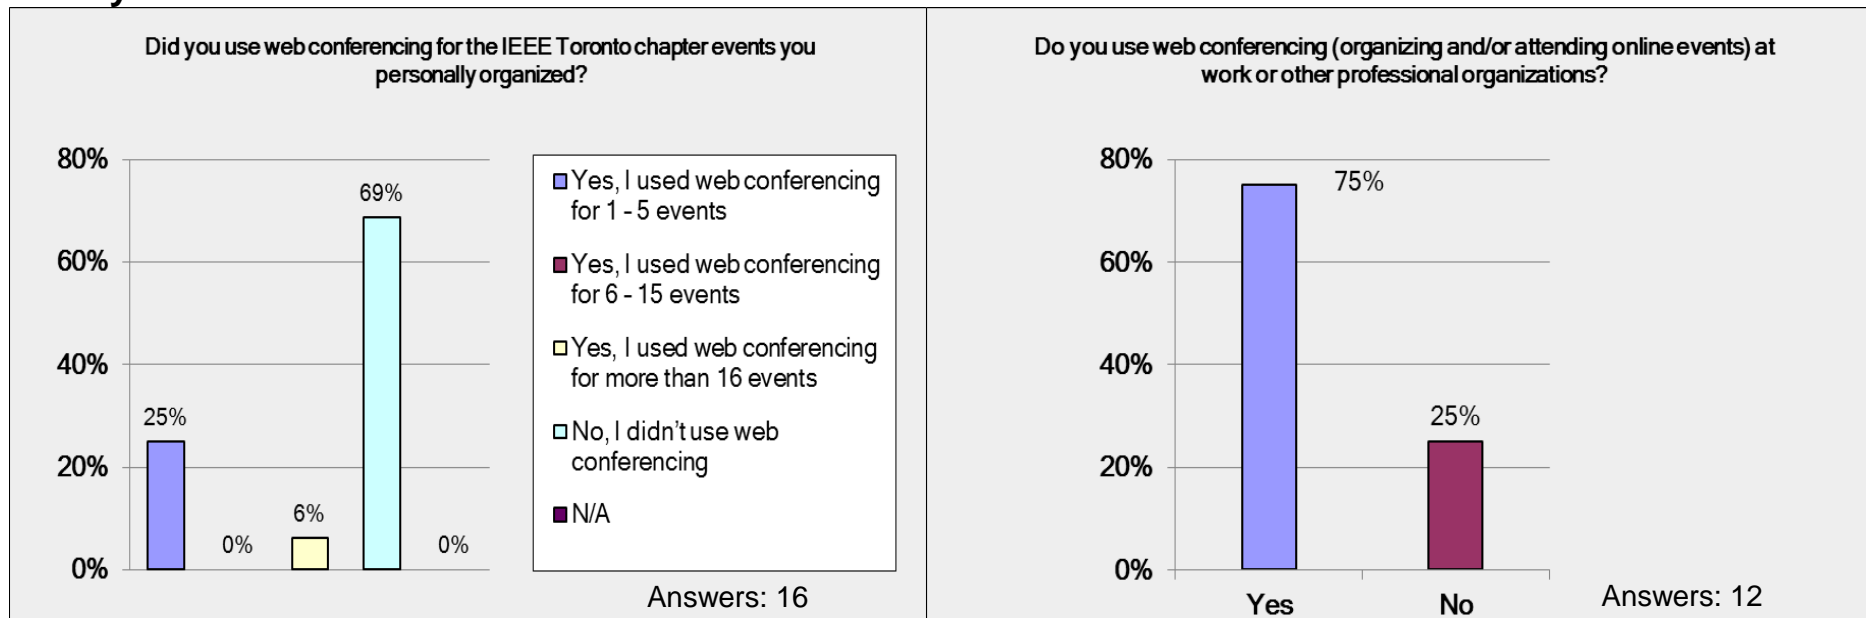 Did you use web conferencing for the IEEE Toronto chapter events you
personally organized?
80%
60%
40%
20%
0%
25%
0%
6%
69%
0%
Yes, I used web conferencing
for 1 - 5 events
Yes, I used web conferencing
for 6 - 15 events
Yes, I used web conferencing
for more than 16 events
No, I didn't use web
conferencing
N/A
Answers: 16
Do you use web conferencing (organizing and/or attending online events) at
work or other professional organizations?
80%
60%
40%
20%
0%
75%
25%
Yes
No
Answers: 12